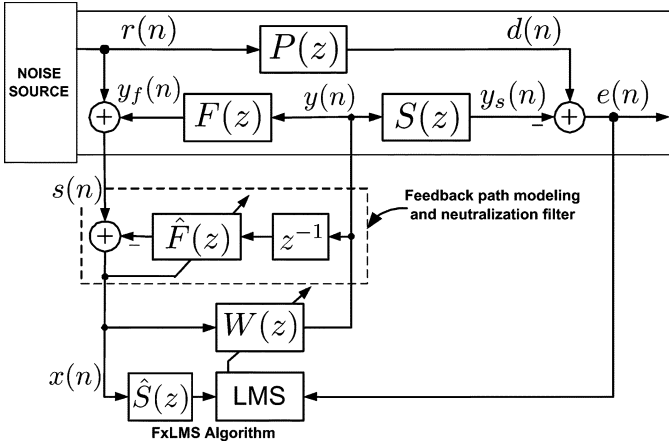 r(n)
P(z)
d(n)
NOISE
SOURCE
y_f(n)
F(z)
y(n)
S(z)
y_s(n)
e(n)
+
+
−
s(n)
Feedback path modeling
and neutralization filter
+
−
F̂(z)
z⁻¹
W(z)
x(n)
Ŝ(z)
LMS
FxLMS Algorithm